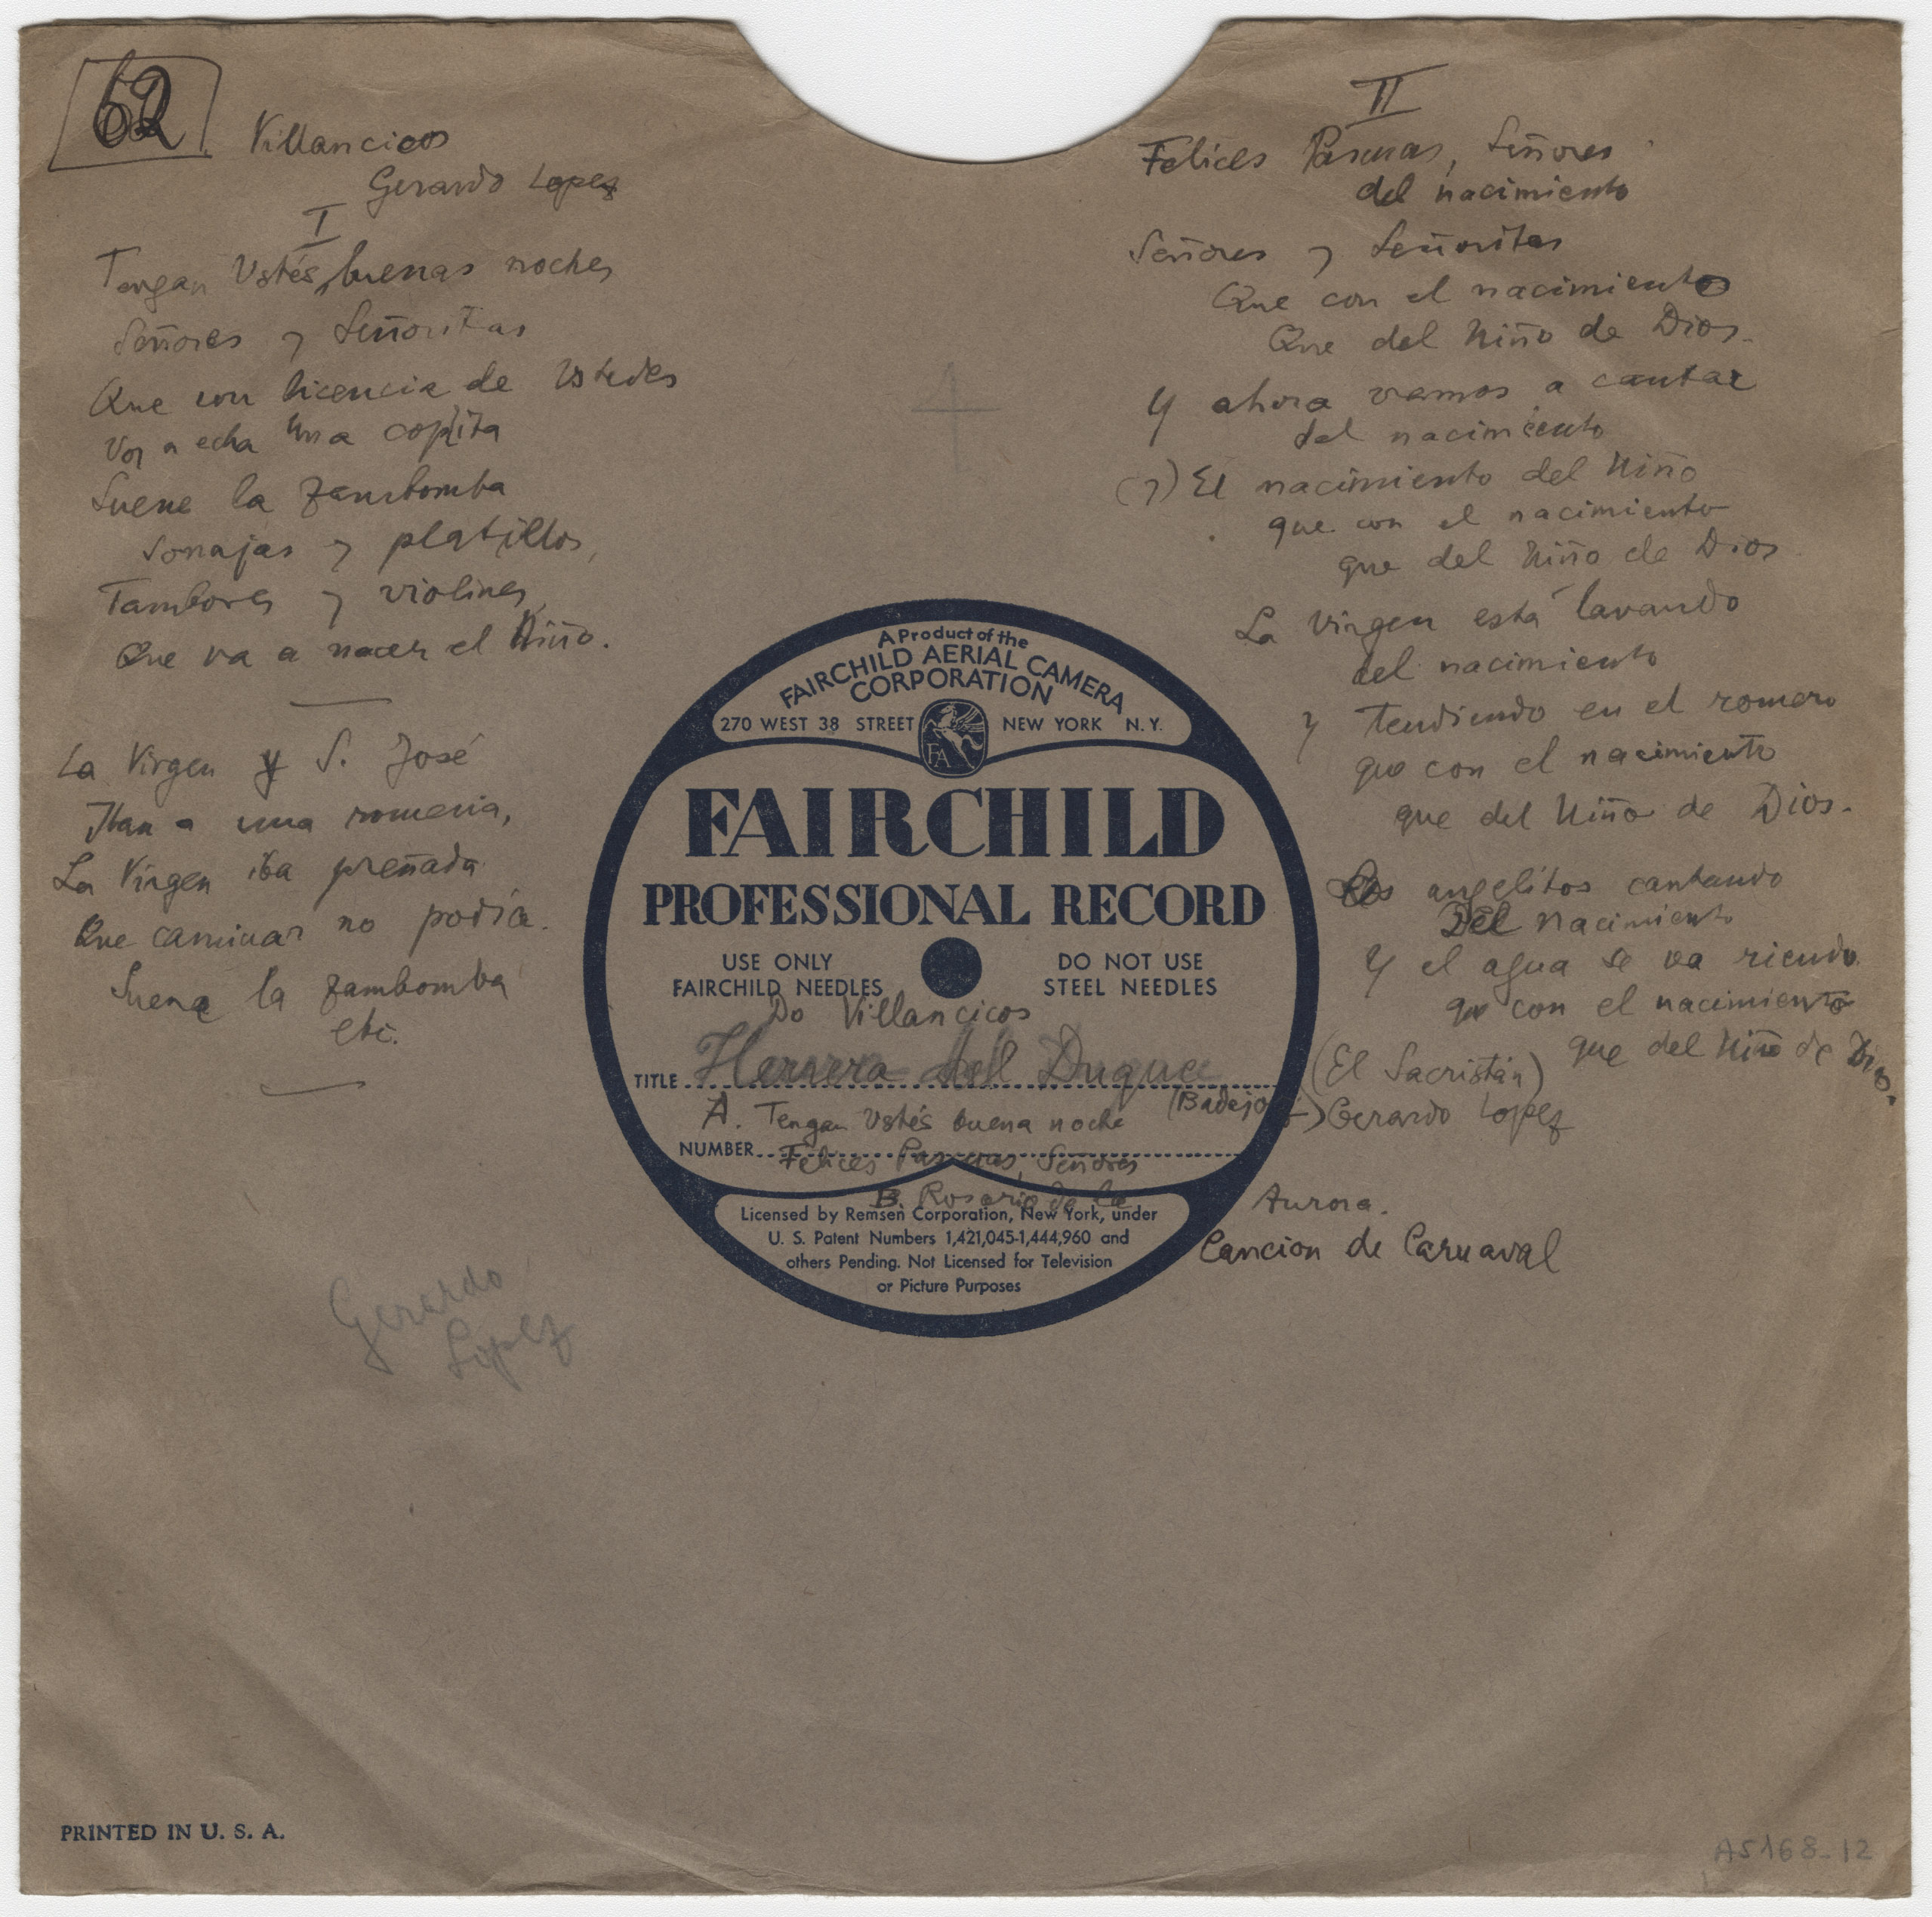 62
Villancicos
Gerardo Lopez
I
Tengan Ustés, buenas noches
Señores y Señoritas
Que con licencia de Ustedes
Voy a echa una copita
Suene la zambomba
Sonajas y platillos,
Tambores y violines,
Que va a nacer el Niño.
La Virgen y S. José
Iban a una romeria,
La Virgen iba preñada
Que caminar no podía.
Suena la zambomba
etc.
Gerardo
Lopez
PRINTED IN U. S. A.
4
A Product of the
FAIRCHILD AERIAL CAMERA
CORPORATION
270 WEST 38 STREET NEW YORK N.Y.
FA
FAIRCHILD
PROFESSIONAL RECORD
USE ONLY
FAIRCHILD NEEDLES
DO NOT USE
STEEL NEEDLES
Do Villancicos
TITLE Herrera del Duque
(Badajoz)
A. Tengan Ustés buena noche
NUMBER Felices Pascuas, Señores
B. Rosario de la Aurora.
Cancion de Carnaval
Licensed by Remsen Corporation, New York, under
U. S. Patent Numbers 1,421,045-1,444,960 and
others Pending. Not Licensed for Television
or Picture Purposes
II
Felices Pascuas, Señores
del nacimiento
Señores y Señoritas
Que con el nacimiento
Que del Niño de Dios.
Y ahora vamos a cantar
del nacimiento
(y) El nacimiento del Niño
que con el nacimiento
que del Niño de Dios
La Virgen está lavando
del nacimiento
y tendiendo en el romero
que con el nacimiento
que del Niño de Dios.
Los angelitos cantando
Del nacimiento
Y el agua se va riendo
que con el nacimiento
que del Niño de Dios.
(El Sacristán)
Gerardo Lopez
A5168-12